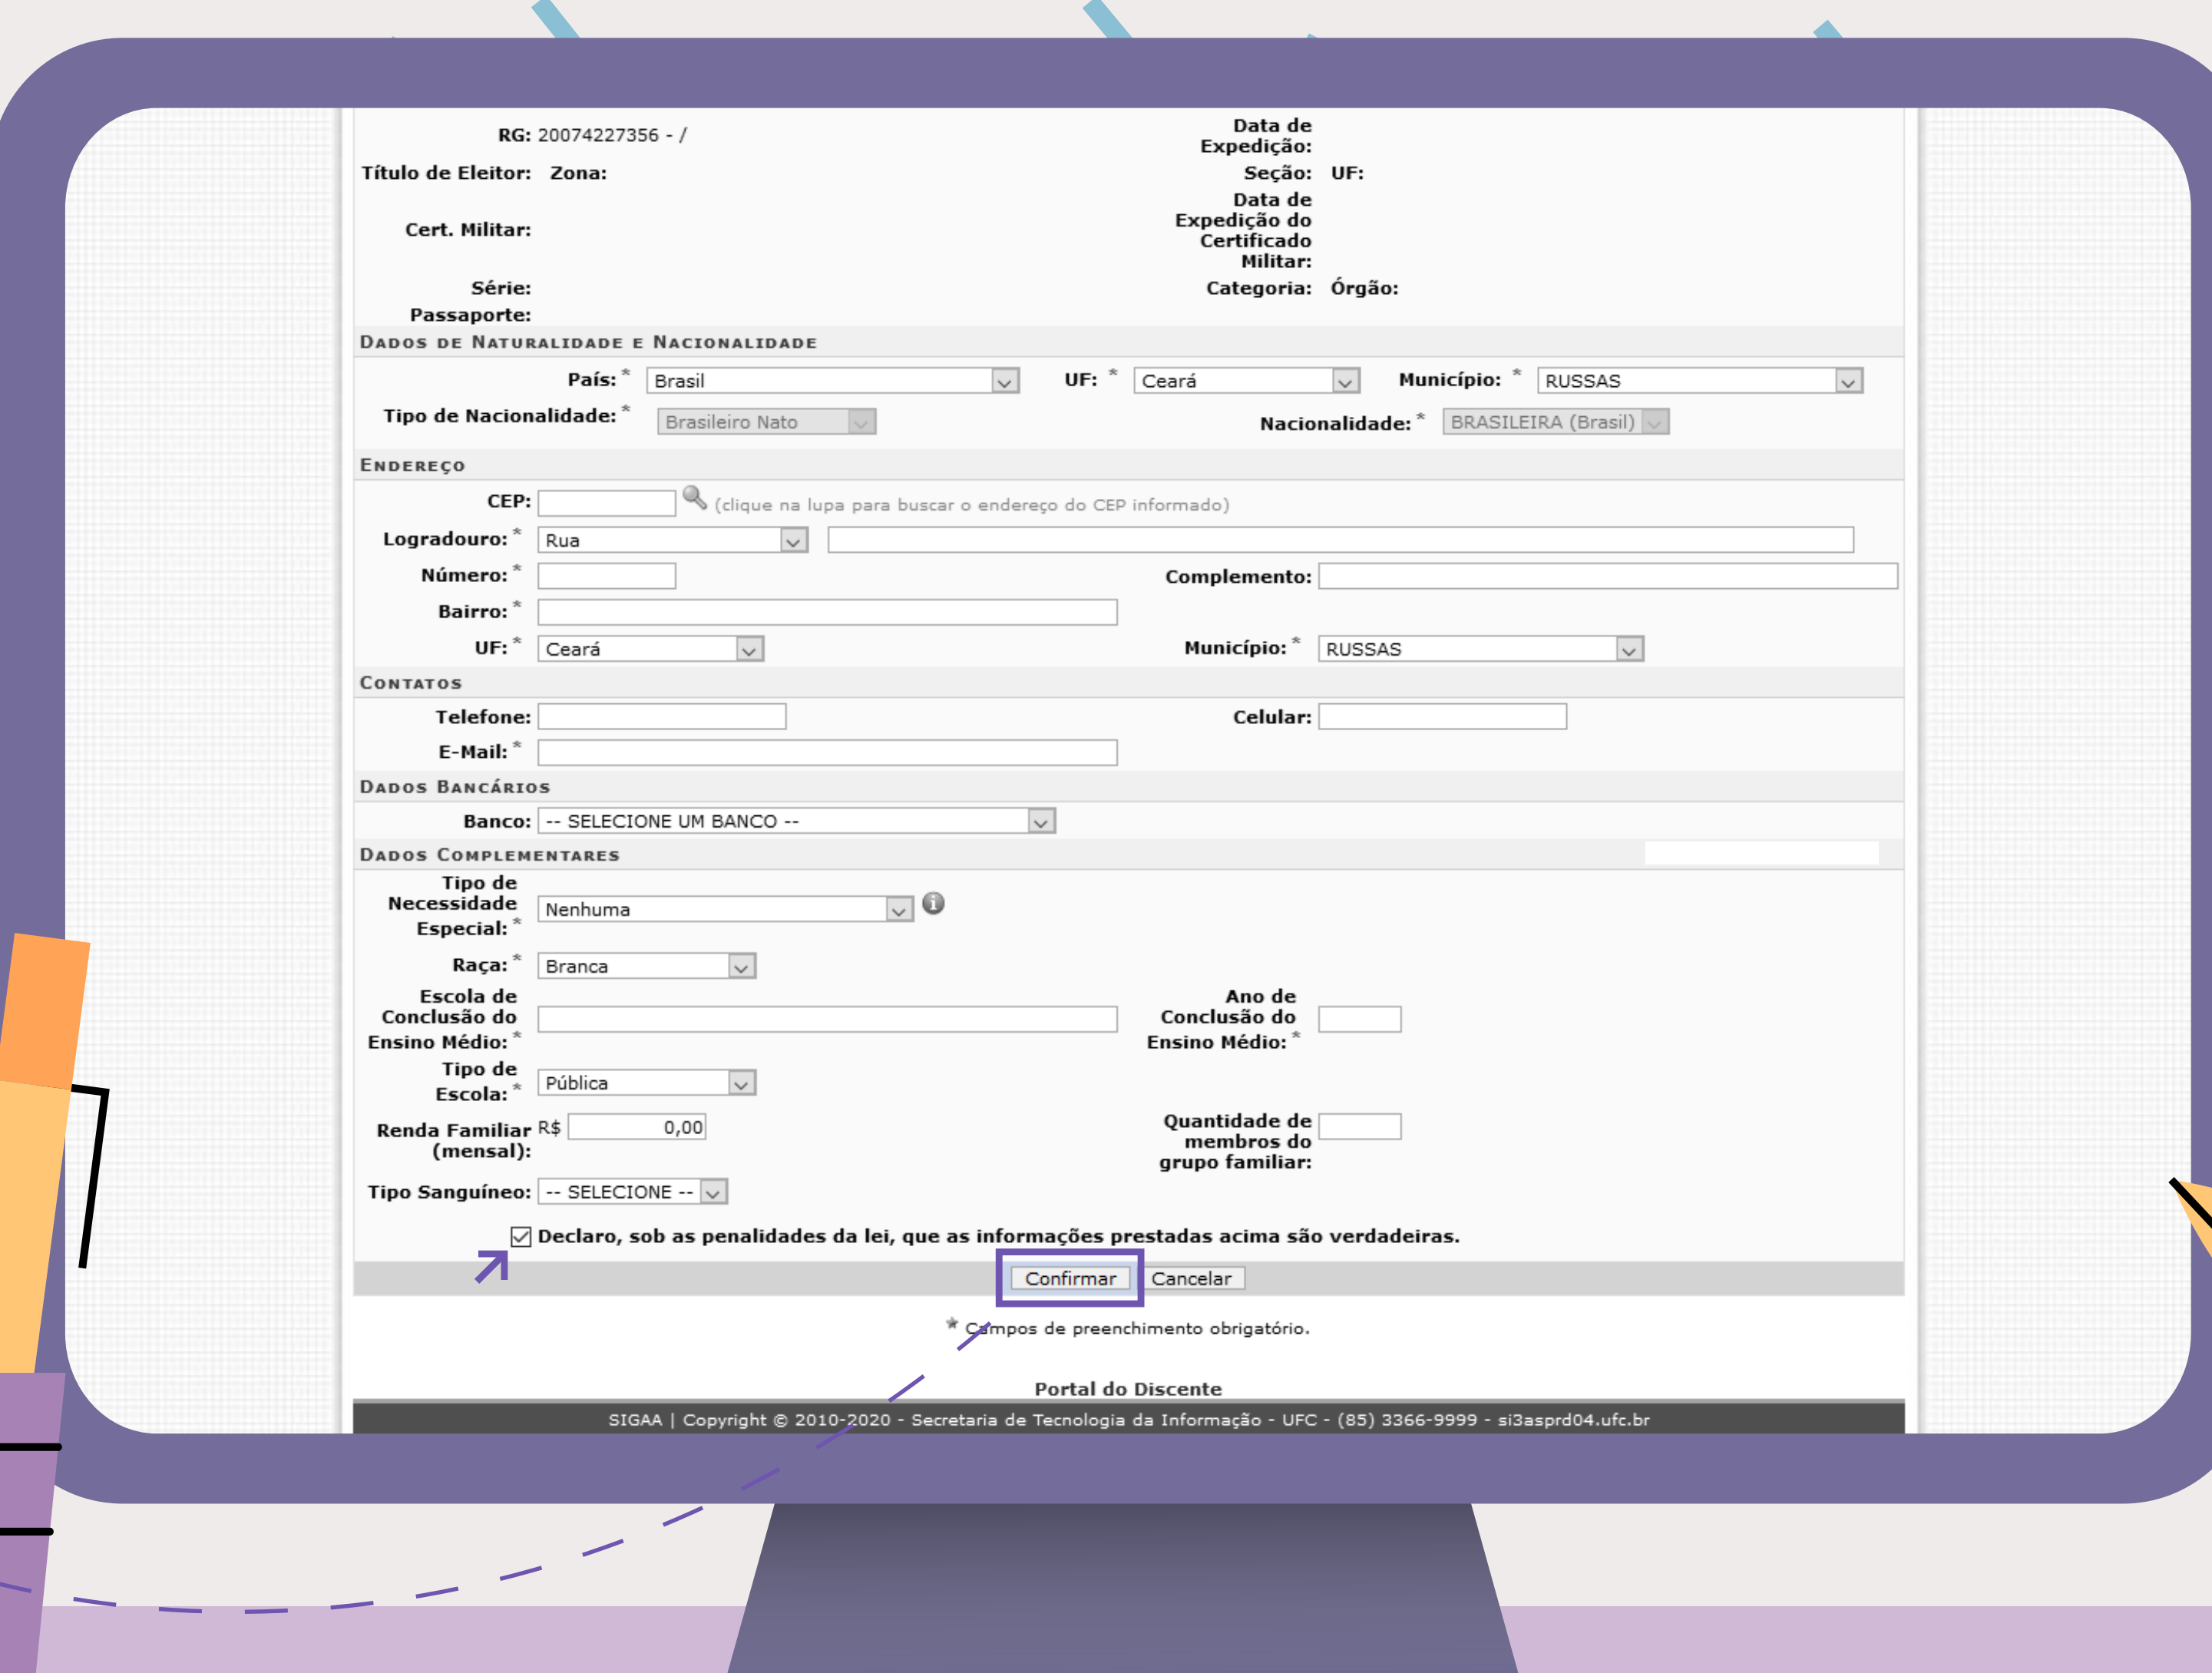 RG: 20074227356 - / Data de Expedição:
Título de Eleitor: Zona: Seção: UF:
Cert. Militar: Data de Expedição do Certificado Militar:
Série: Categoria: Órgão:
Passaporte:
Dados de Naturalidade e Nacionalidade
País: * Brasil UF: * Ceará Município: * RUSSAS
Tipo de Nacionalidade: * Brasileiro Nato Nacionalidade: * BRASILEIRA (Brasil)
Endereço
CEP: (clique na lupa para buscar o endereço do CEP informado)
Logradouro: * Rua
Número: * Complemento:
Bairro: *
UF: * Ceará Município: * RUSSAS
Contatos
Telefone: Celular:
E-Mail: *
Dados Bancários
Banco: -- SELECIONE UM BANCO --
Dados Complementares
Tipo de Necessidade Especial: * Nenhuma
Raça: * Branca
Escola de Conclusão do Ensino Médio: * Ano de Conclusão do Ensino Médio: *
Tipo de Escola: * Pública
Renda Familiar (mensal): R$ 0,00 Quantidade de membros do grupo familiar:
Tipo Sanguíneo: -- SELECIONE --
Declaro, sob as penalidades da lei, que as informações prestadas acima são verdadeiras.
Confirmar Cancelar
* Campos de preenchimento obrigatório.
Portal do Discente
SIGAA | Copyright © 2010-2020 - Secretaria de Tecnologia da Informação - UFC - (85) 3366-9999 - si3asprd04.ufc.br